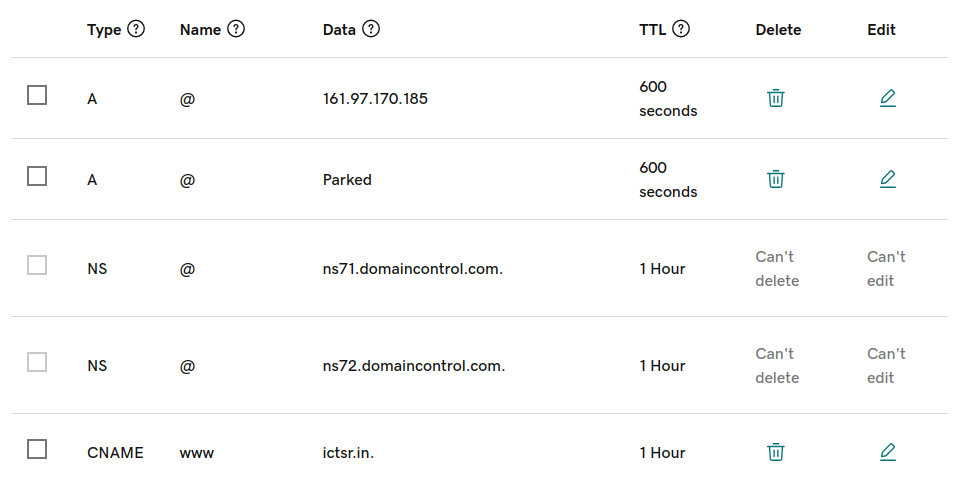 Type Name Data TTL Delete Edit
A @ 161.97.170.185 600 seconds
A @ Parked 600 seconds
NS @ ns71.domaincontrol.com. 1 Hour Can't delete Can't edit
NS @ ns72.domaincontrol.com. 1 Hour Can't delete Can't edit
CNAME www ictsr.in. 1 Hour